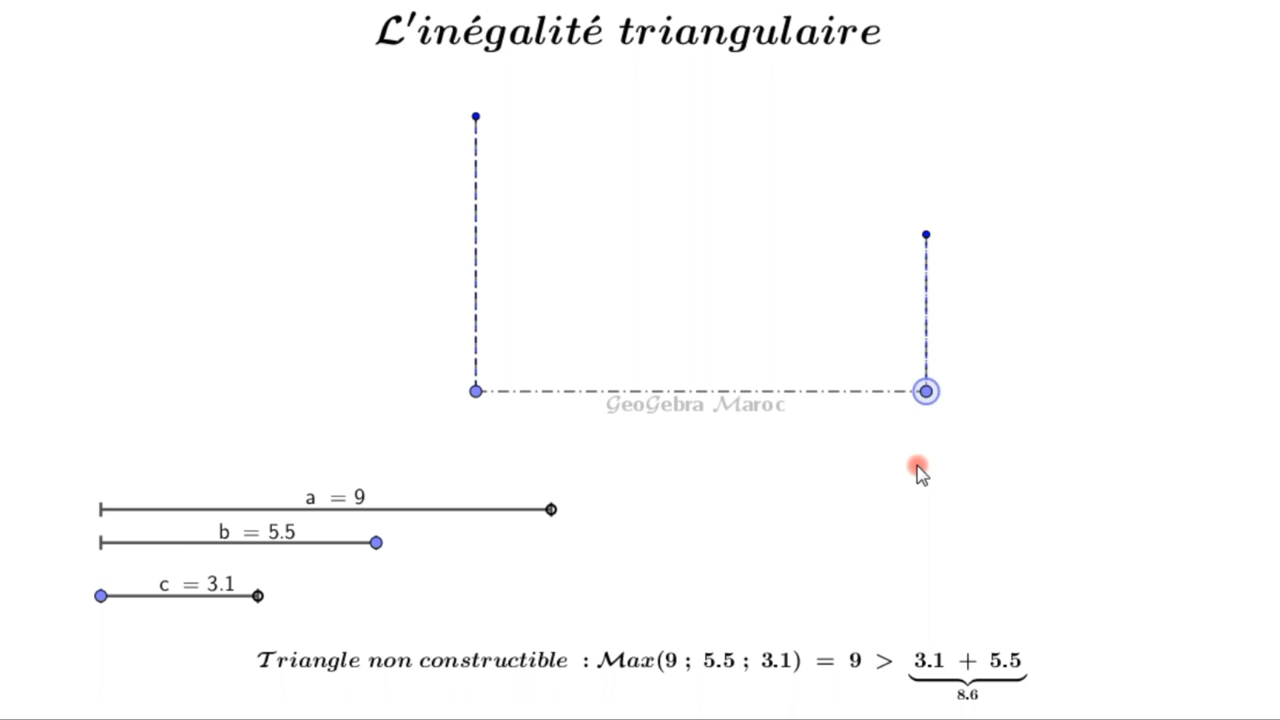 L'inégalité triangulaire
GeoGebra Maroc
a = 9
b = 5.5
c = 3.1
Triangle non constructible : Max(9 ; 5.5 ; 3.1) = 9 > 3.1 + 5.5
8.6